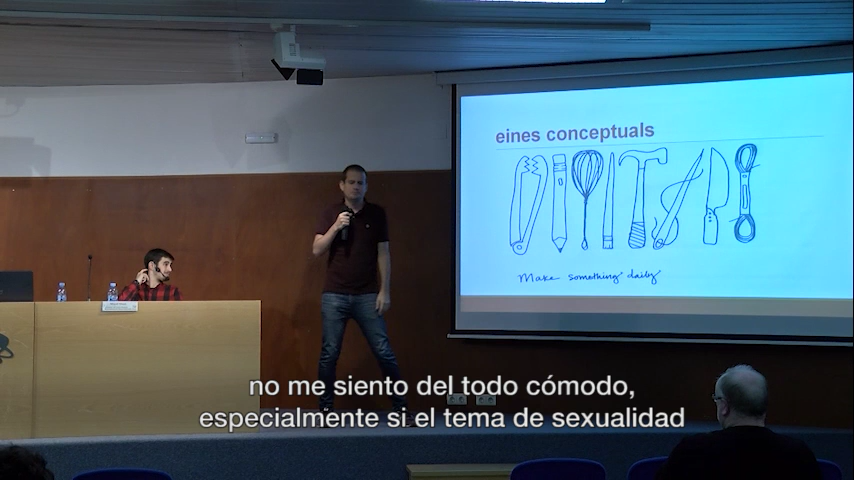 eines conceptuals
Make something daily
no me siento del todo cómodo,
especialmente si el tema de sexualidad